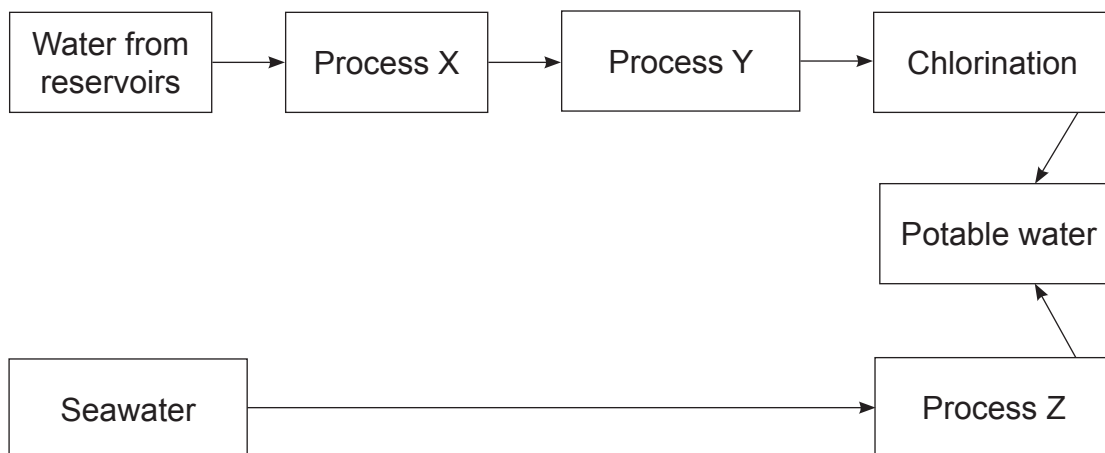 Water from
reservoirs
Process X
Process Y
Chlorination
Potable water
Seawater
Process Z